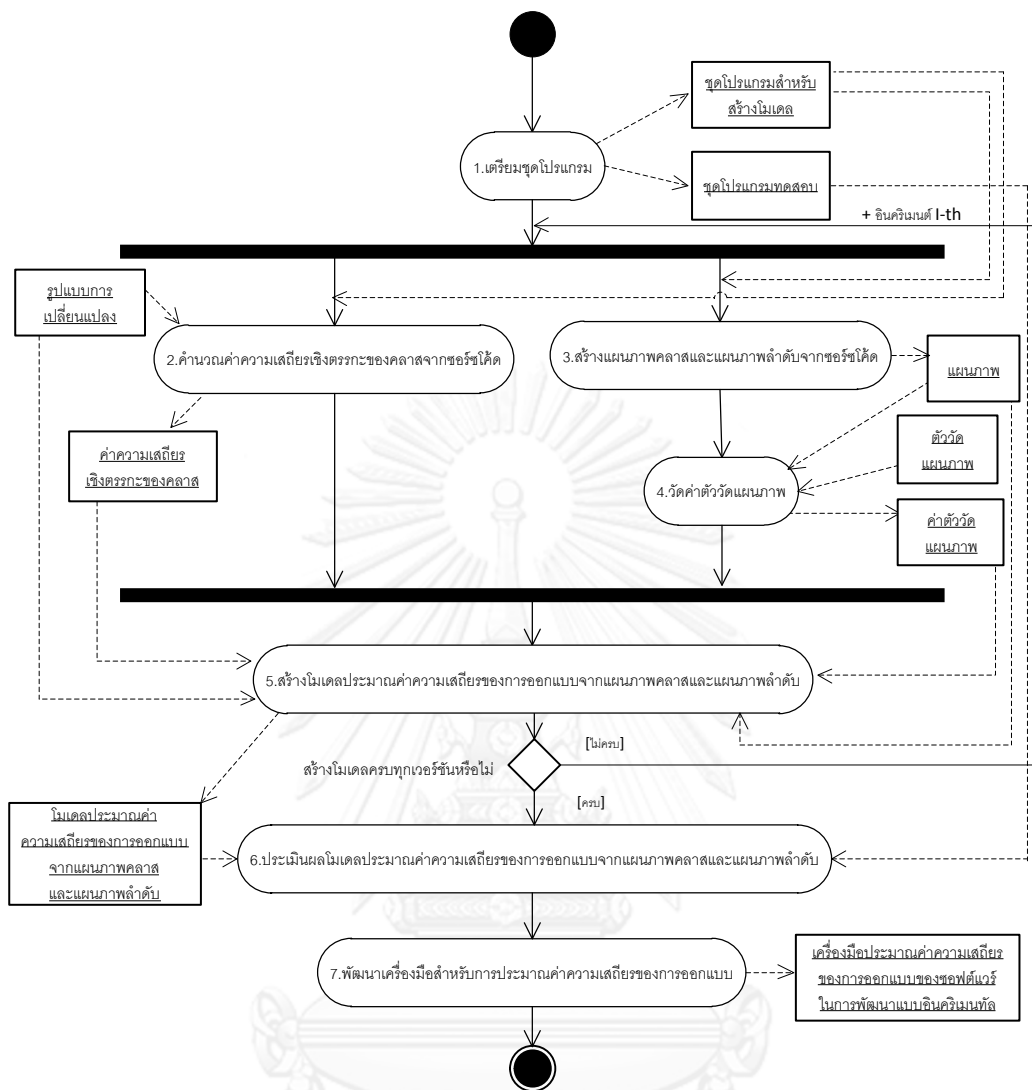 ชุดโปรแกรมสำหรับ
สร้างโมเดล
1.เตรียมชุดโปรแกรม
ชุดโปรแกรมทดสอบ
+ อินคริเมนต์ I-th
รูปแบบการ
เปลี่ยนแปลง
2.คำนวณค่าความเสถียรเชิงตรรกะของคลาสจากซอร์ซโค้ด
3.สร้างแผนภาพคลาสและแผนภาพลำดับจากซอร์ซโค้ด
แผนภาพ
ค่าความเสถียร
เชิงตรรกะของคลาส
ตัววัด
แผนภาพ
4.วัดค่าตัววัดแผนภาพ
ค่าตัววัด
แผนภาพ
5.สร้างโมเดลประมาณค่าความเสถียรของการออกแบบจากแผนภาพคลาสและแผนภาพลำดับ
[ไม่ครบ]
สร้างโมเดลครบทุกเวอร์ชันหรือไม่
[ครบ]
โมเดลประมาณค่า
ความเสถียรของการออกแบบ
จากแผนภาพคลาส
และแผนภาพลำดับ
6.ประเมินผลโมเดลประมาณค่าความเสถียรของการออกแบบจากแผนภาพคลาสและแผนภาพลำดับ
7.พัฒนาเครื่องมือสำหรับการประมาณค่าความเสถียรของการออกแบบ
เครื่องมือประมาณค่าความเสถียร
ของการออกแบบของซอฟต์แวร์
ในการพัฒนาแบบอินคริเมนทัล